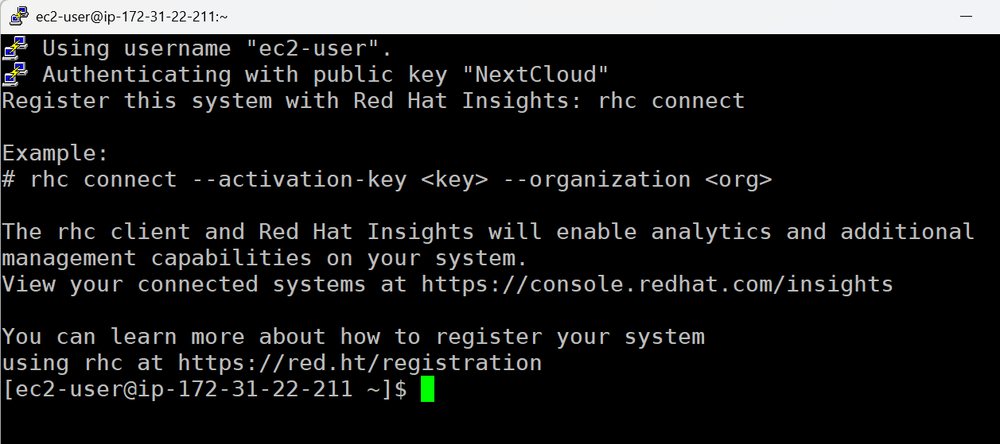 ec2-user@ip-172-31-22-211:~
Using username "ec2-user".
Authenticating with public key "NextCloud"
Register this system with Red Hat Insights: rhc connect
Example:
# rhc connect --activation-key <key> --organization <org>
The rhc client and Red Hat Insights will enable analytics and additional
management capabilities on your system.
View your connected systems at https://console.redhat.com/insights
You can learn more about how to register your system
using rhc at https://red.ht/registration
[ec2-user@ip-172-31-22-211 ~]$